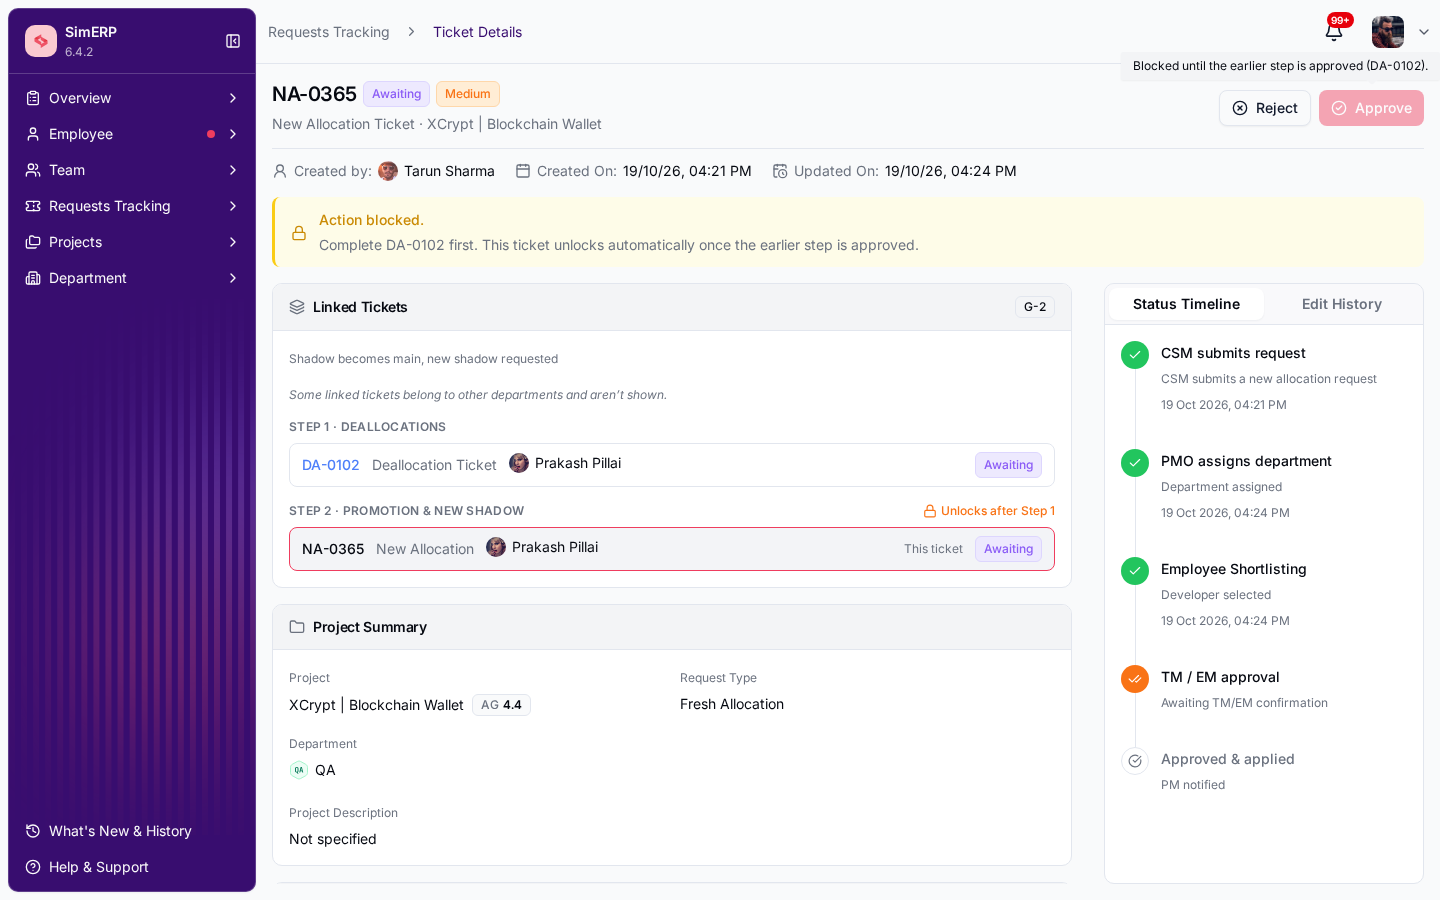 SimERP
6.4.2
Overview
Employee
Team
Requests Tracking
Projects
Department
What's New & History
Help & Support
Requests Tracking
Ticket Details
99+
Blocked until the earlier step is approved (DA-0102).
NA-0365
Awaiting
Medium
New Allocation Ticket · XCrypt | Blockchain Wallet
Reject
Approve
Created by: Tarun Sharma
Created On: 19/10/26, 04:21 PM
Updated On: 19/10/26, 04:24 PM
Action blocked.
Complete DA-0102 first. This ticket unlocks automatically once the earlier step is approved.
Linked Tickets
G-2
Shadow becomes main, new shadow requested
Some linked tickets belong to other departments and aren't shown.
STEP 1 · DEALLOCATIONS
DA-0102 Deallocation Ticket Prakash Pillai Awaiting
STEP 2 · PROMOTION & NEW SHADOW
Unlocks after Step 1
NA-0365 New Allocation Prakash Pillai This ticket Awaiting
Project Summary
Project
XCrypt | Blockchain Wallet AG 4.4
Request Type
Fresh Allocation
Department
QA QA
Project Description
Not specified
Status Timeline
Edit History
CSM submits request
CSM submits a new allocation request
19 Oct 2026, 04:21 PM
PMO assigns department
Department assigned
19 Oct 2026, 04:24 PM
Employee Shortlisting
Developer selected
19 Oct 2026, 04:24 PM
TM / EM approval
Awaiting TM/EM confirmation
Approved & applied
PM notified